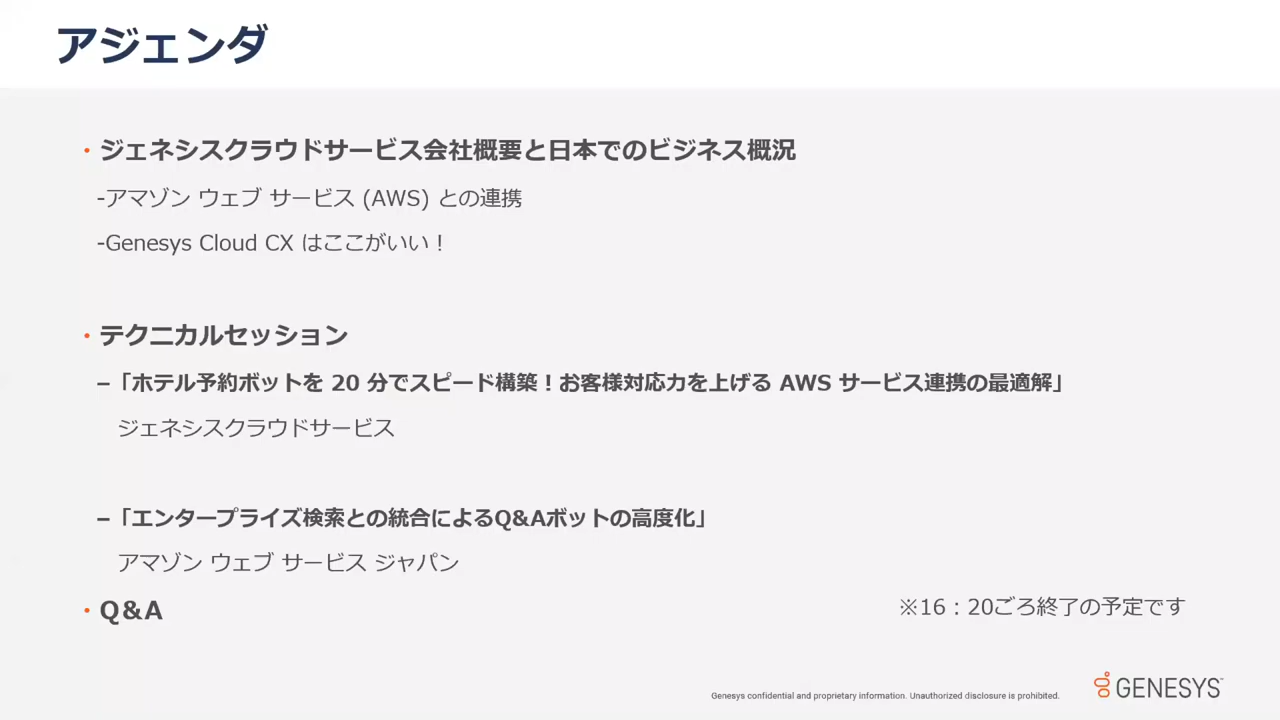 アジェンダ
・ジェネシスクラウドサービス会社概要と日本でのビジネス概況
-アマゾン ウェブ サービス (AWS) との連携
-Genesys Cloud CX はここがいい！
・テクニカルセッション
–「ホテル予約ボットを 20 分でスピード構築！お客様対応力を上げる AWS サービス連携の最適解」
ジェネシスクラウドサービス
–「エンタープライズ検索との統合によるQ&Aボットの高度化」
アマゾン ウェブ サービス ジャパン
・Q&A
※16：20ごろ終了の予定です
Genesys confidential and proprietary information. Unauthorized disclosure is prohibited.
GENESYS™